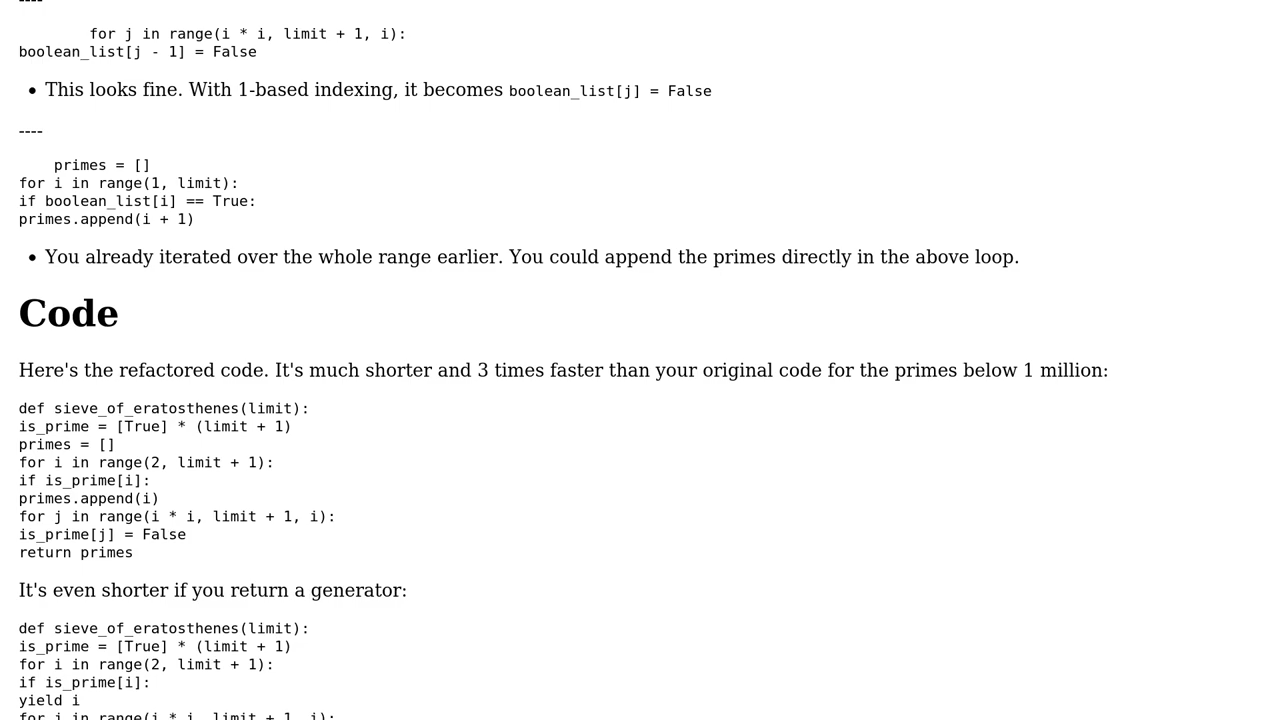 ----
for j in range(i * i, limit + 1, i):
boolean_list[j - 1] = False
• This looks fine. With 1-based indexing, it becomes boolean_list[j] = False
----
primes = []
for i in range(1, limit):
if boolean_list[i] == True:
primes.append(i + 1)
• You already iterated over the whole range earlier. You could append the primes directly in the above loop.
Code
Here's the refactored code. It's much shorter and 3 times faster than your original code for the primes below 1 million:
def sieve_of_eratosthenes(limit):
is_prime = [True] * (limit + 1)
primes = []
for i in range(2, limit + 1):
if is_prime[i]:
primes.append(i)
for j in range(i * i, limit + 1, i):
is_prime[j] = False
return primes
It's even shorter if you return a generator:
def sieve_of_eratosthenes(limit):
is_prime = [True] * (limit + 1)
for i in range(2, limit + 1):
if is_prime[i]:
yield i
for j in range(i * i, limit + 1, i):